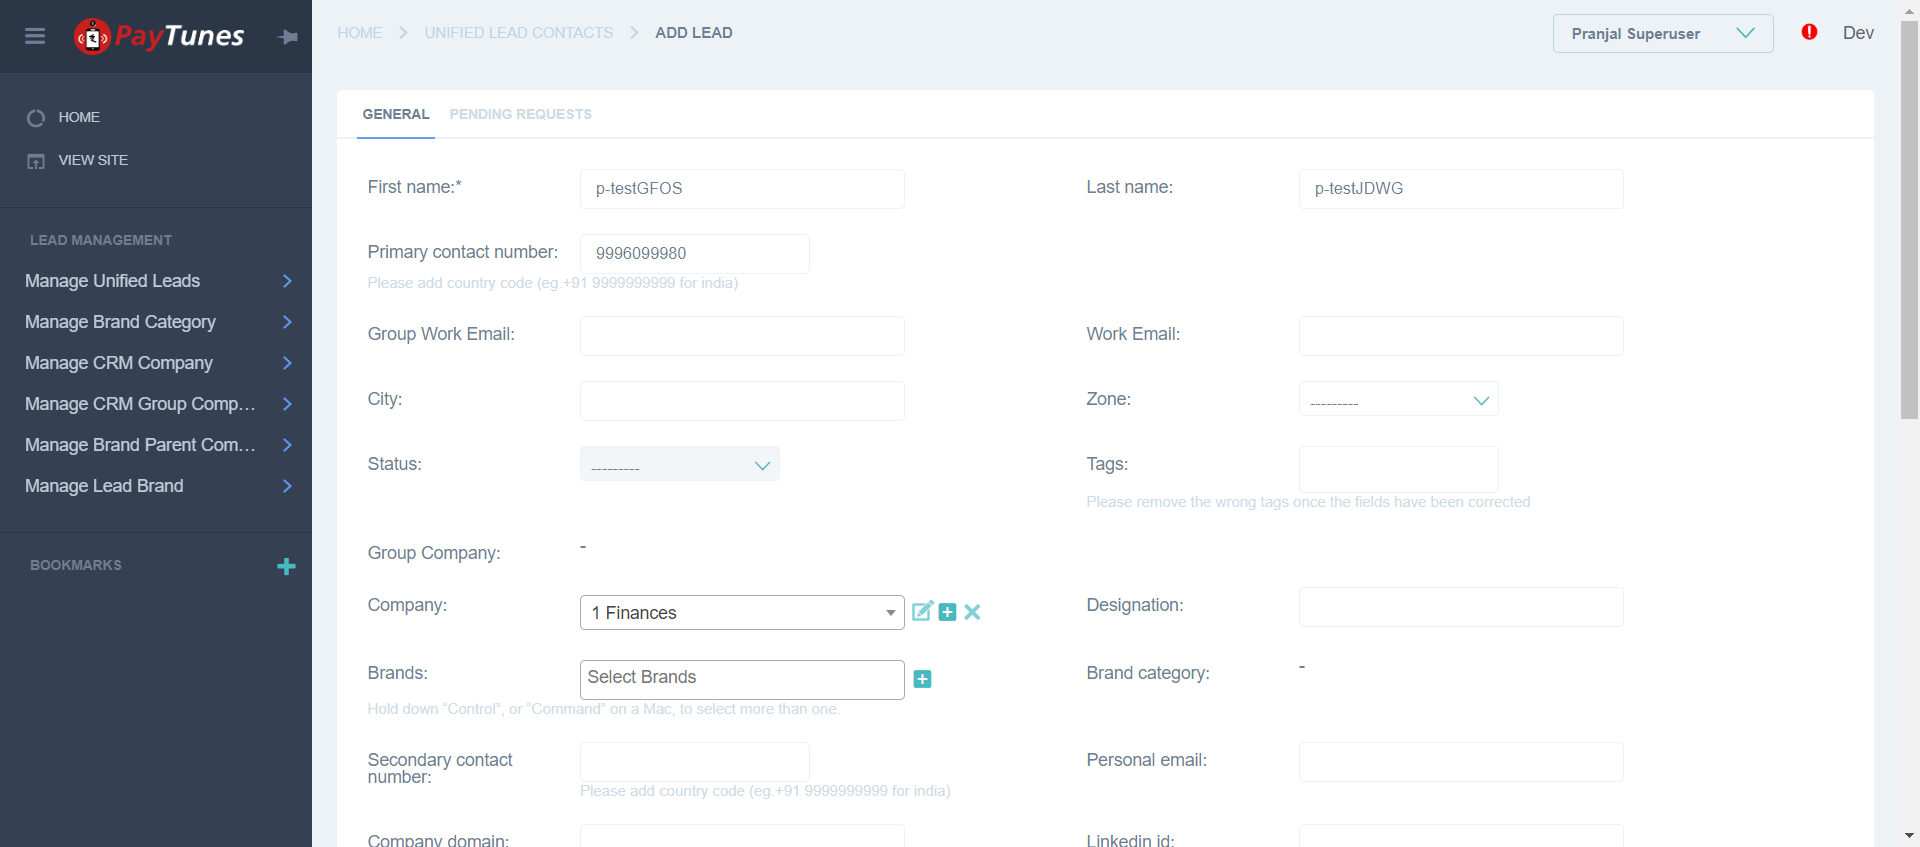 PayTunes
HOME
VIEW SITE
LEAD MANAGEMENT
Manage Unified Leads
Manage Brand Category
Manage CRM Company
Manage CRM Group Comp...
Manage Brand Parent Com...
Manage Lead Brand
BOOKMARKS
HOME > UNIFIED LEAD CONTACTS > ADD LEAD
Pranjal Superuser
Dev
GENERAL PENDING REQUESTS
First name:* p-testGFOS Last name: p-testJDWG
Primary contact number: 9996099980
Please add country code (eg.+91 9999999999 for india)
Group Work Email: Work Email:
City: Zone: ---------
Status: --------- Tags:
Please remove the wrong tags once the fields have been corrected
Group Company: -
Company: 1 Finances Designation:
Brands: Select Brands Brand category: -
Hold down “Control”, or “Command” on a Mac, to select more than one.
Secondary contact
number:
Personal email:
Please add country code (eg.+91 9999999999 for india)
Company domain: Linkedin id: